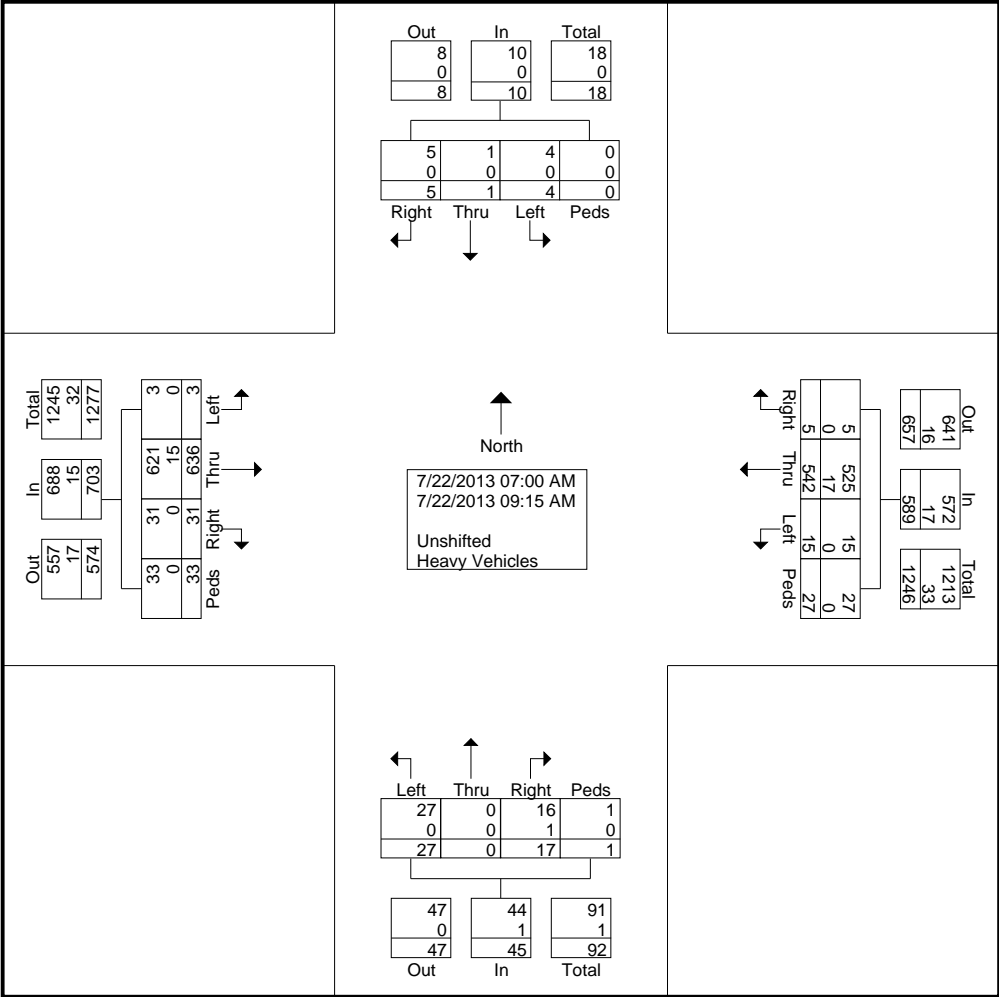 Out In Total
8 10 18
0 0 0
8 10 18
5 1 4 0
0 0 0 0
5 1 4 0
Right Thru Left Peds
Total
1245
32
1277
In
688
15
703
Out
557
17
574
3
0
3
Left
621
15
636
Thru
31
0
31
Right
33
0
33
Peds
North
7/22/2013 07:00 AM
7/22/2013 09:15 AM
Unshifted
Heavy Vehicles
Right
5
0
5
Thru
525
17
542
Left
15
0
15
Peds
27
0
27
Out
641
16
657
In
572
17
589
Total
1213
33
1246
Left Thru Right Peds
27 0 16 1
0 0 1 0
27 0 17 1
47 44 91
0 1 1
47 45 92
Out In Total